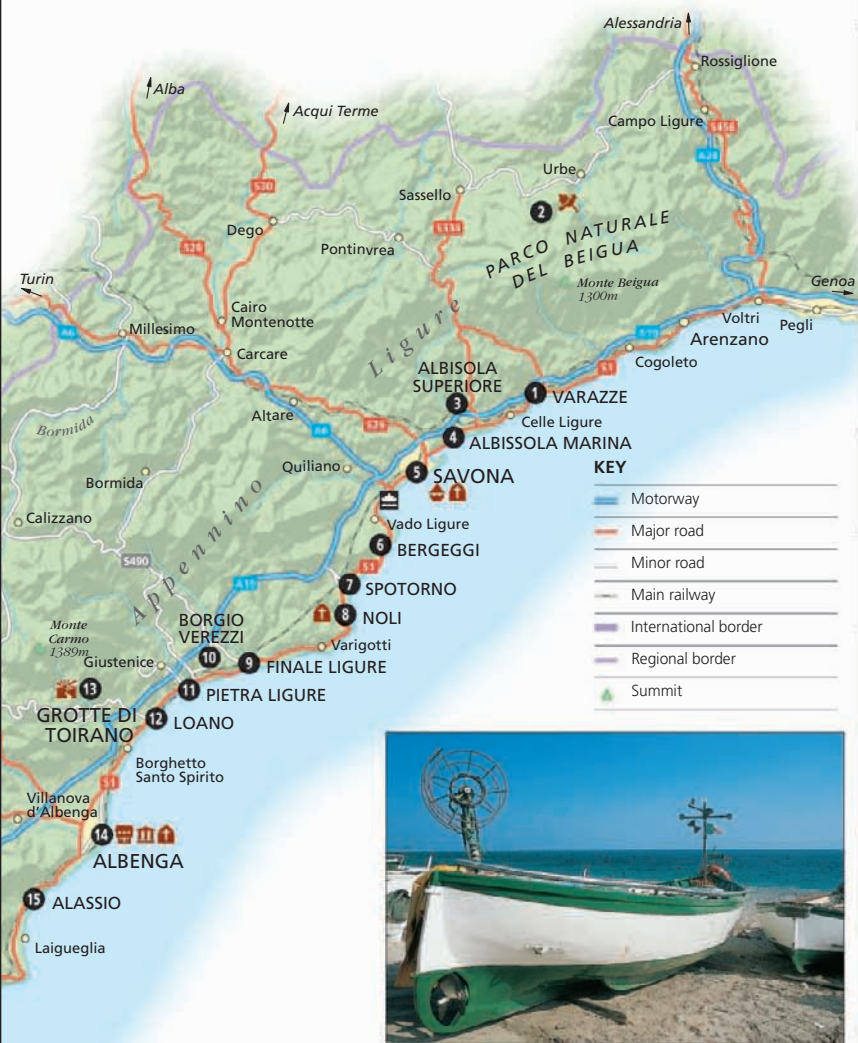 Alessandria
Rossiglione
Alba
Acqui Terme
Campo Ligure
S456
A26
Urbe
Sassello
S30
2
S334
Dego
PARCO NATURALE
DEL BEIGUA
S29
Pontinvrea
Turin
Monte Beigua
1300m
Genoa
Cairo
Montenotte
Voltri
Pegli
A6
Millesimo
Ligure
A10
Arenzano
Carcare
Cogoleto
S1
ALBISOLA
SUPERIORE
1
VARAZZE
3
Altare
Celle Ligure
Bormida
A6
S29
4
ALBISSOLA MARINA
Quiliano
5
SAVONA
KEY
Bormida
Motorway
Calizzano
Vado Ligure
Major road
6
BERGEGGI
S490
Appennino
S1
Minor road
A10
7
SPOTORNO
Main railway
BORGIO
VEREZZI
8
NOLI
International border
Monte
Carmo
1389m
Varigotti
Regional border
Giustenice
10
9
FINALE LIGURE
13
11
PIETRA LIGURE
Summit
GROTTE DI
TOIRANO
12
LOANO
Borghetto
Santo Spirito
S1
Villanova
d'Albenga
14
ALBENGA
15
ALASSIO
Laigueglia